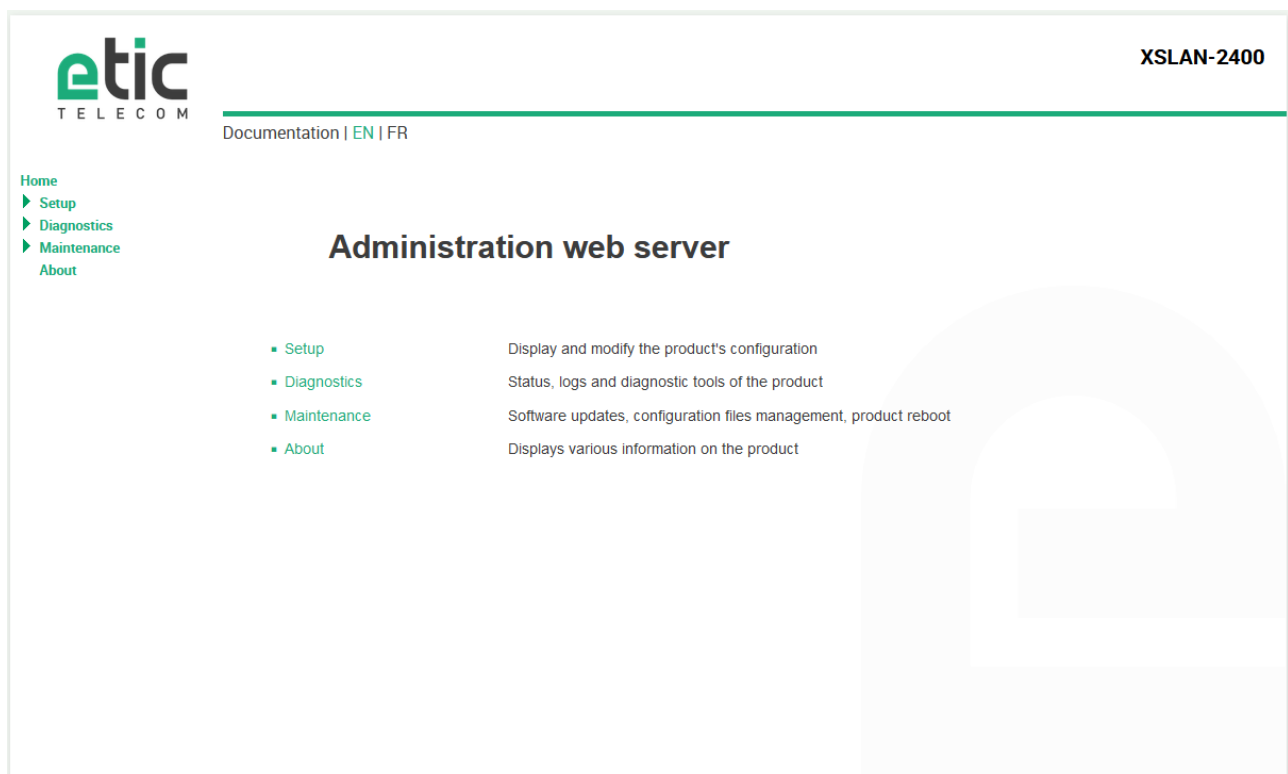 etic
TELECOM
XSLAN-2400
Documentation | EN | FR
Home
Setup
Diagnostics
Maintenance
About
Administration web server
Setup Display and modify the product's configuration
Diagnostics Status, logs and diagnostic tools of the product
Maintenance Software updates, configuration files management, product reboot
About Displays various information on the product